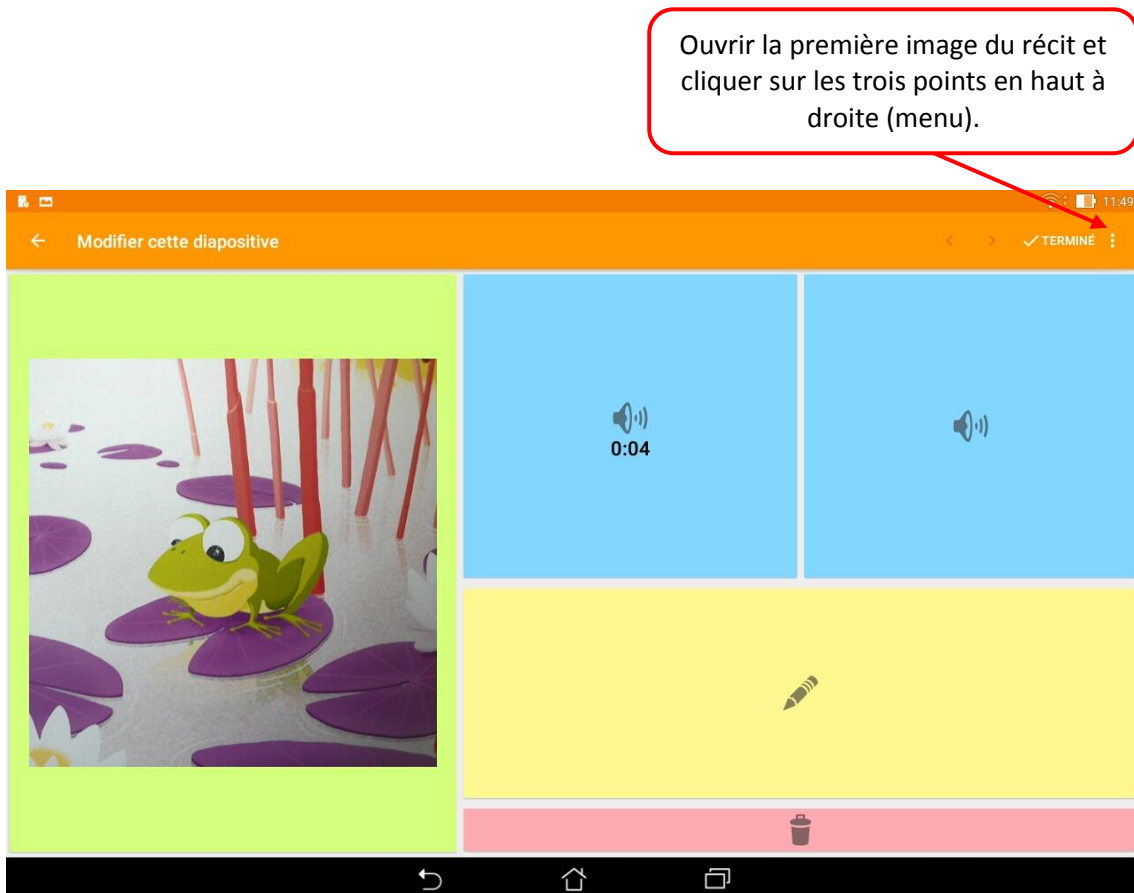 Ouvrir la première image du récit et
cliquer sur les trois points en haut à
droite (menu).
11:49
Modifier cette diapositive
TERMINÉ
0:04